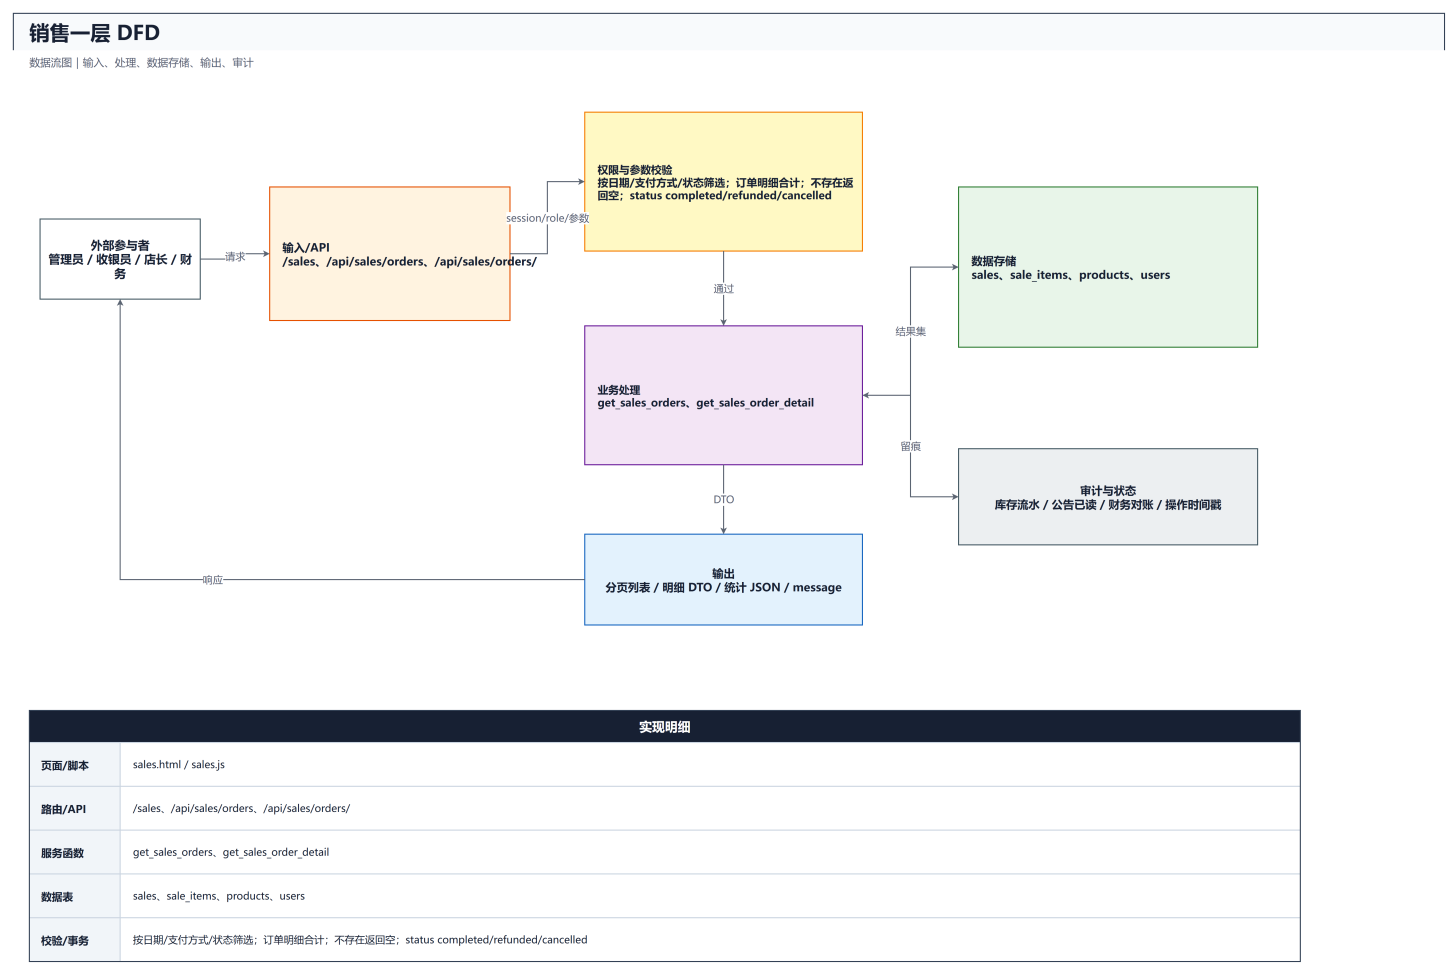 销售一层 DFD
数据流图 | 输入、处理、数据存储、输出、审计
外部参与者
管理员 / 收银员 / 店长 / 财
务
请求
输入/API
/sales、/api/sales/orders、/api/sales/orders/
session/role/参数
权限与参数校验
按日期/支付方式/状态筛选；订单明细合计；不存在返
回空；status completed/refunded/cancelled
通过
业务处理
get_sales_orders、get_sales_order_detail
结果集
数据存储
sales、sale_items、products、users
留痕
审计与状态
库存流水 / 公告已读 / 财务对账 / 操作时间戳
DTO
输出
分页列表 / 明细 DTO / 统计 JSON / message
响应
实现明细
页面/脚本
sales.html / sales.js
路由/API
/sales、/api/sales/orders、/api/sales/orders/
服务函数
get_sales_orders、get_sales_order_detail
数据表
sales、sale_items、products、users
校验/事务
按日期/支付方式/状态筛选；订单明细合计；不存在返回空；status completed/refunded/cancelled